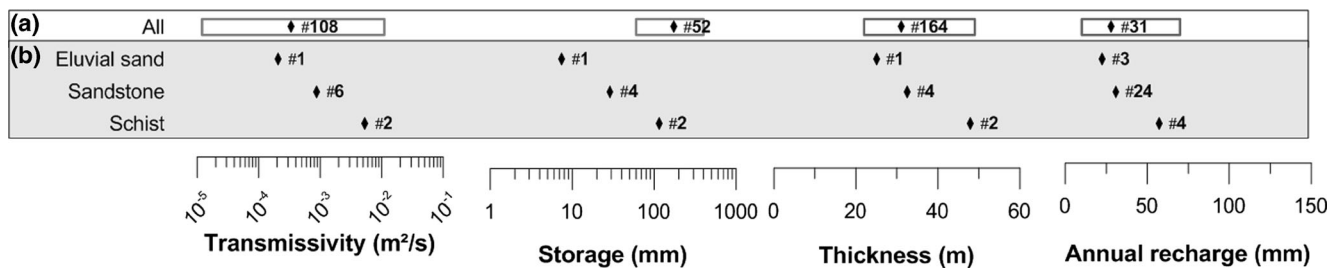 (a) All #108 #52 #164 #31
(b) Eluvial sand #1 #1 #1 #3
Sandstone #6 #4 #4 #24
Schist #2 #2 #2 #4
10⁻⁵ 10⁻⁴ 10⁻³ 10⁻² 10⁻¹ 1 10 100 1000 0 20 40 60 0 50 100 150
Transmissivity (m²/s) Storage (mm) Thickness (m) Annual recharge (mm)